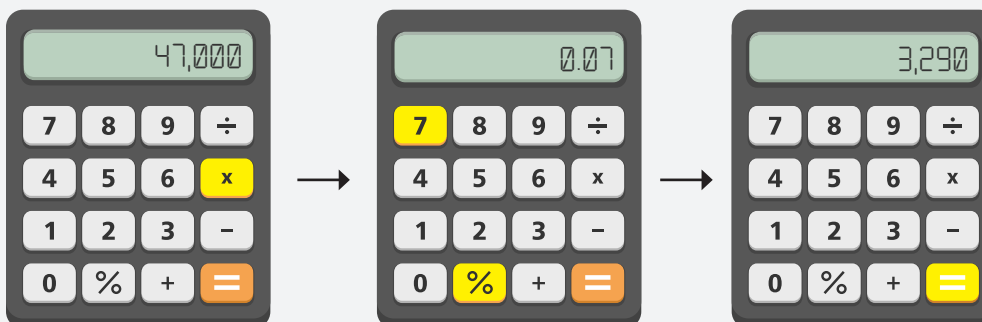 47,000
7 8 9 ÷
4 5 6 x
1 2 3 −
0 % + =
0.07
7 8 9 ÷
4 5 6 x
1 2 3 −
0 % + =
3,290
7 8 9 ÷
4 5 6 x
1 2 3 −
0 % + =